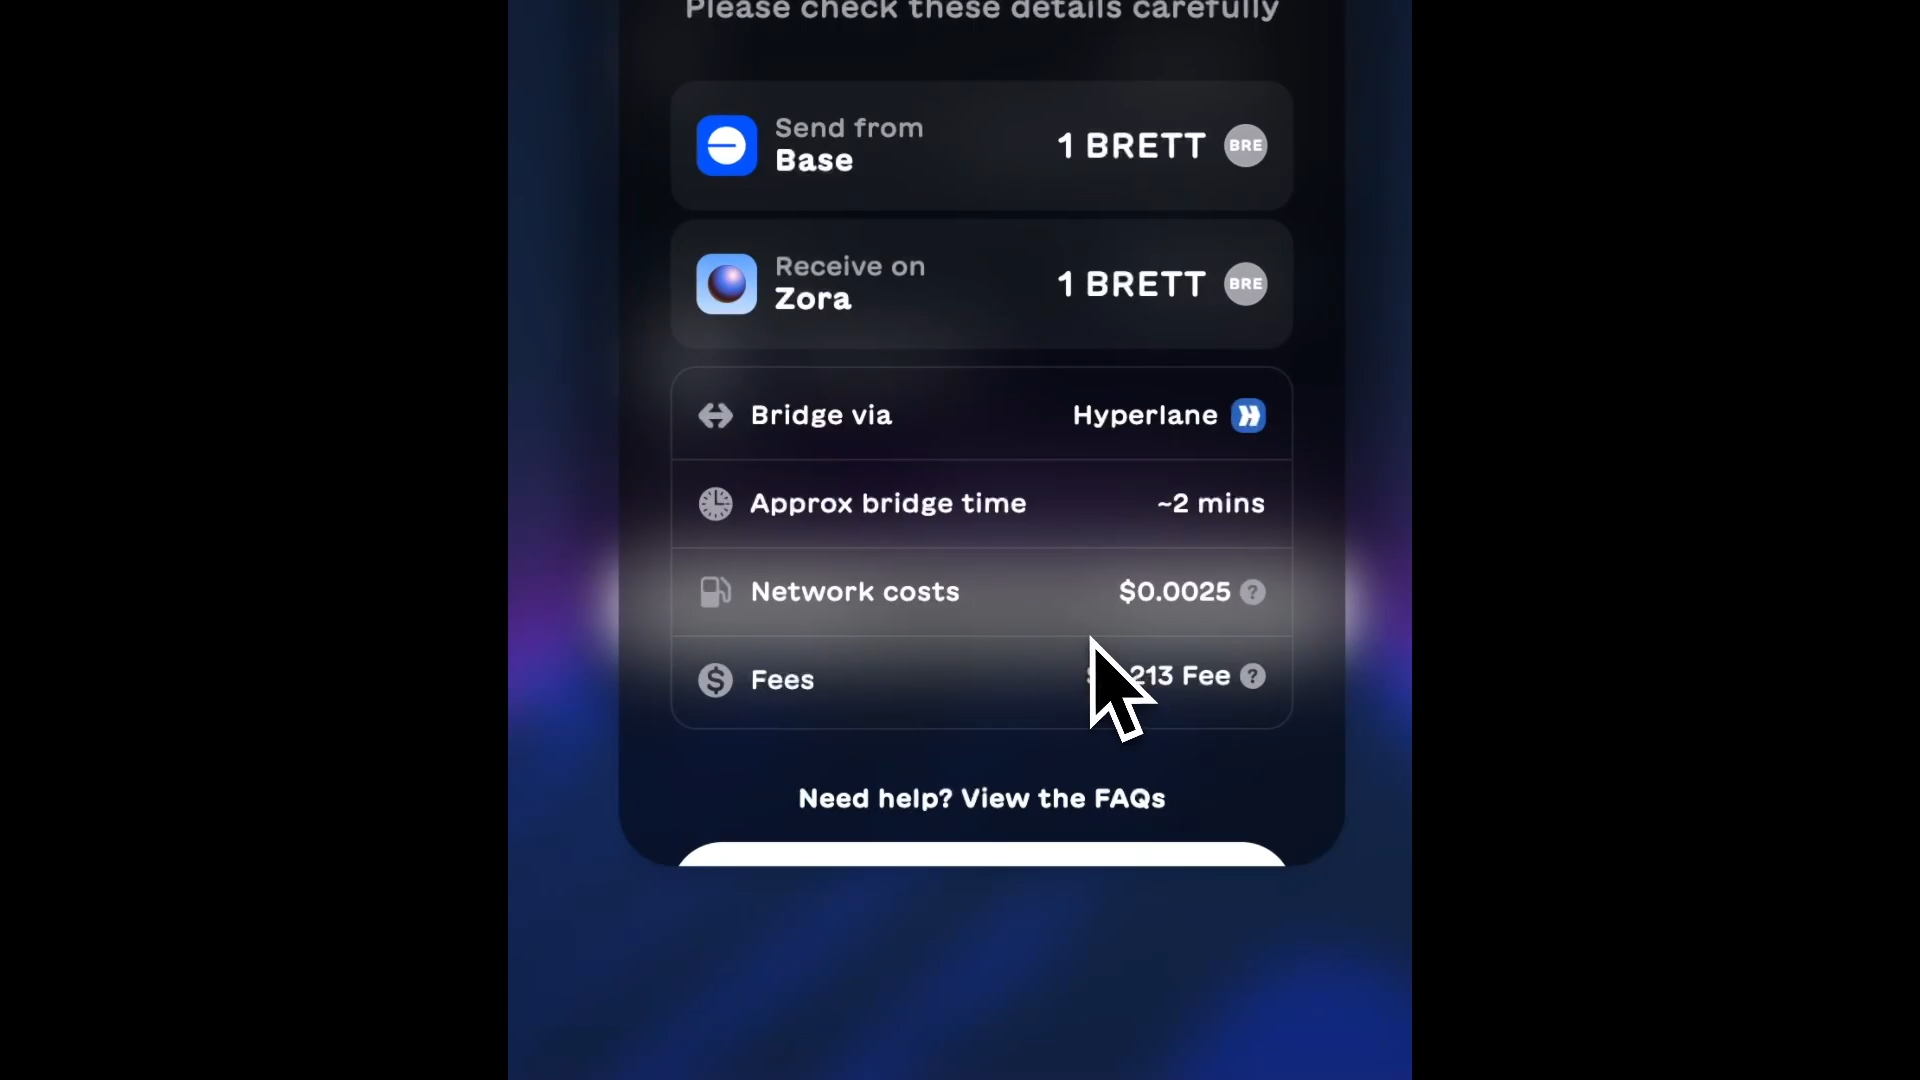 Please check these details carefully
Send from
Base
1 BRETT
BRE
Receive on
Zora
1 BRETT
BRE
Bridge via
Hyperlane
Approx bridge time
~2 mins
Network costs
$0.0025
?
Fees
213 Fee
?
Need help? View the FAQs